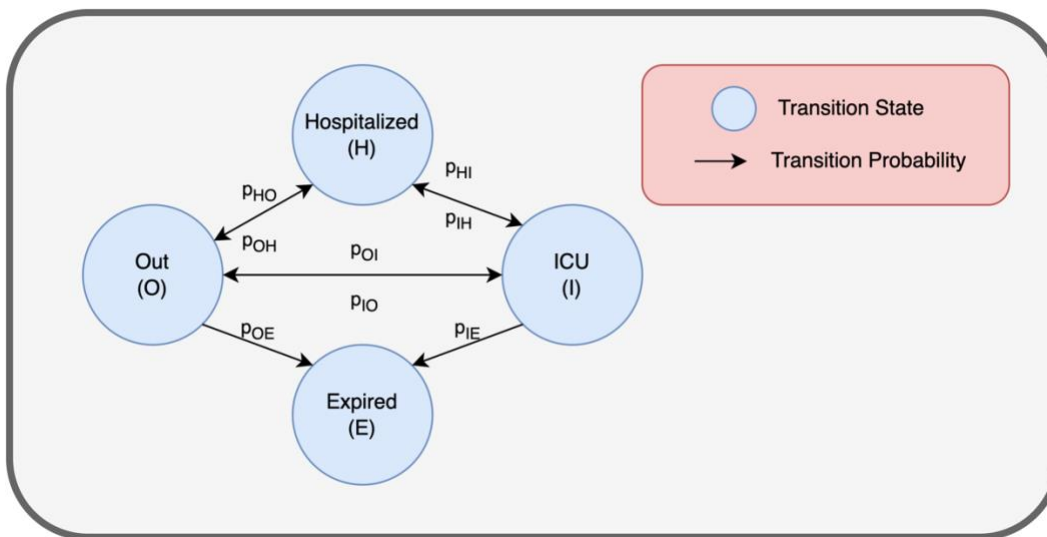 Hospitalized
(H)
Transition State
Transition Probability
pHI
pHO
pIH
pOH
pOI
Out
(O)
ICU
(I)
pIO
pOE
pIE
Expired
(E)